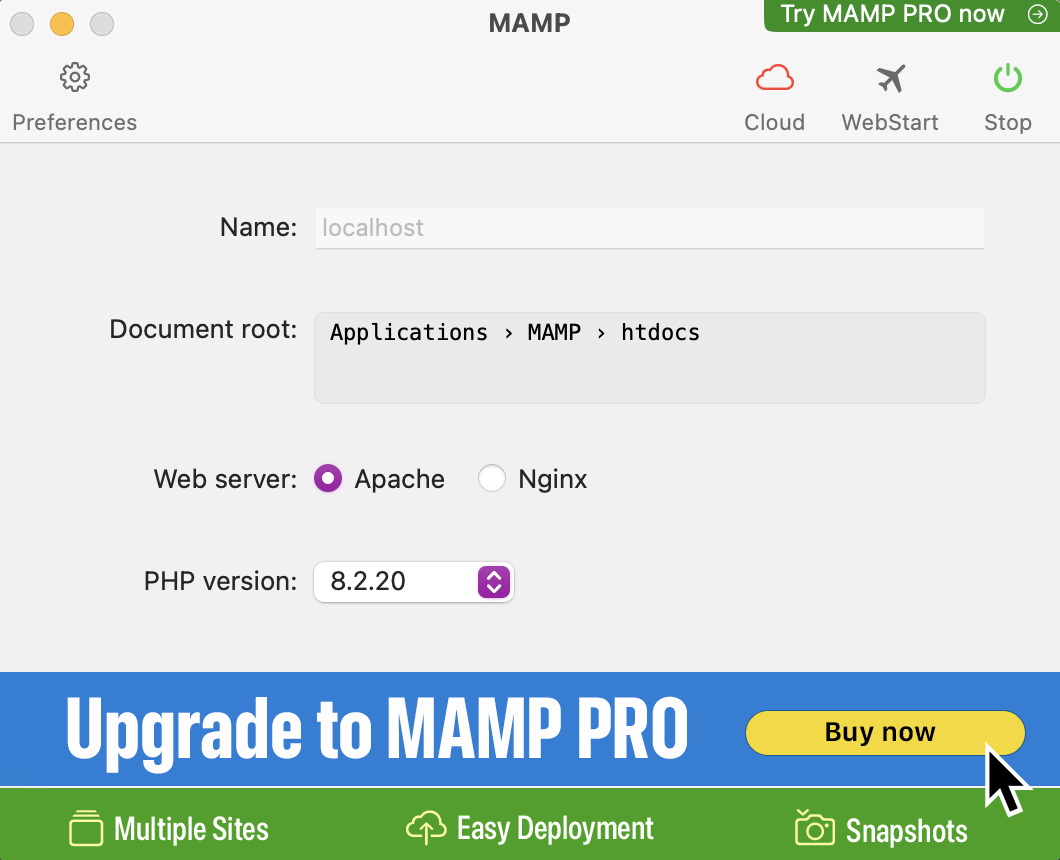 MAMP
Try MAMP PRO now
Preferences
Cloud
WebStart
Stop
Name: localhost
Document root: Applications › MAMP › htdocs
Web server: Apache Nginx
PHP version: 8.2.20
Upgrade to MAMP PRO
Buy now
Multiple Sites
Easy Deployment
Snapshots